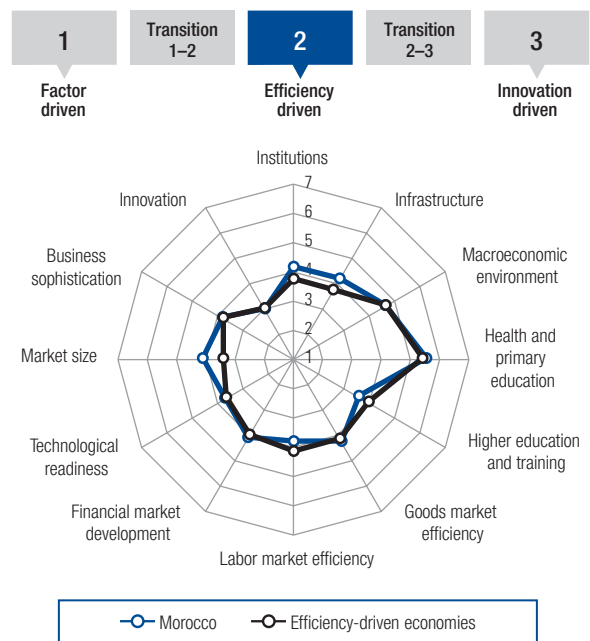 1
Transition
1–2
2
Transition
2–3
3
Factor
driven
Efficiency
driven
Innovation
driven
Institutions
7
Innovation
6
Infrastructure
5
Business
sophistication
4
Macroeconomic
environment
3
2
Market size
1
Health and
primary
education
Technological
readiness
Higher education
and training
Financial market
development
Goods market
efficiency
Labor market efficiency
Morocco
Efficiency-driven economies